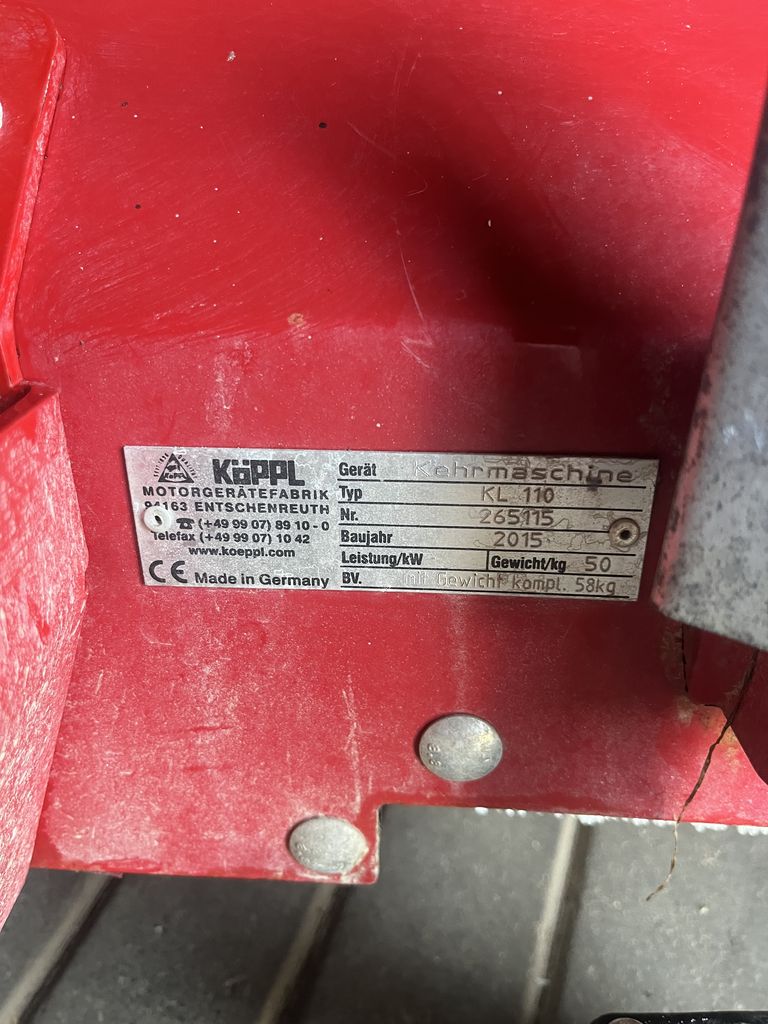 KÖPPL
MOTORGERÄTEFABRIK
94163 ENTSCHENREUTH
☎ (+49 99 07) 89 10 - 0
Telefax (+49 99 07) 10 42
www.koeppl.com
CE Made in Germany
Gerät Kehrmaschine
Typ KL 110
Nr. 265115
Baujahr 2015
Leistung/kW Gewicht/kg 50
BV. mit Gewicht kompl. 58kg